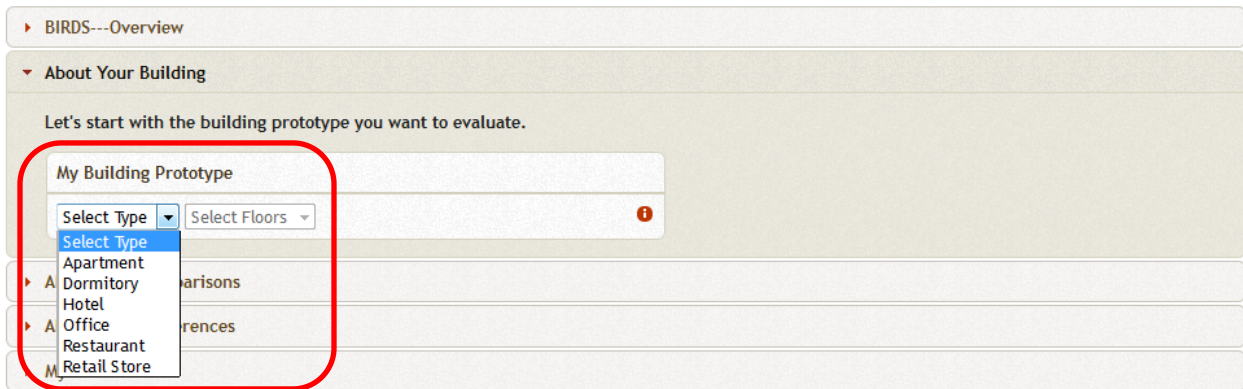 BIRDS---Overview
About Your Building
Let's start with the building prototype you want to evaluate.
My Building Prototype
Select Type Select Floors
Select Type
Apartment
Dormitory
Hotel
Office
Restaurant
Retail Store